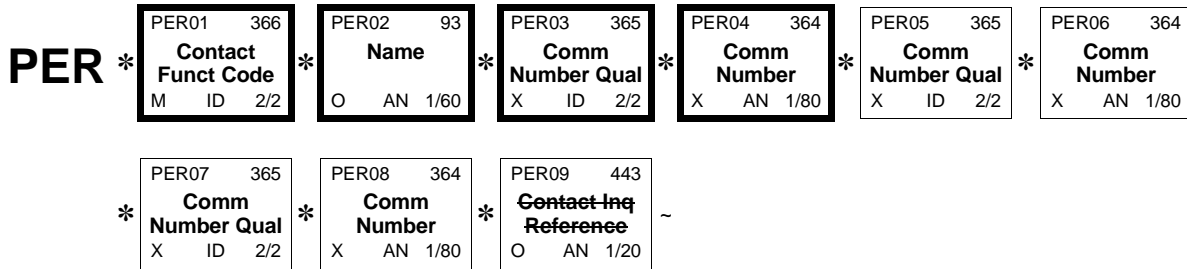 PER * PER01 366 * PER02 93 * PER03 365 * PER04 364 * PER05 365 * PER06 364
Contact Name Comm Comm Comm Comm
Funct Code Number Qual Number Number Qual Number
M ID 2/2 O AN 1/60 X ID 2/2 X AN 1/80 X ID 2/2 X AN 1/80
* PER07 365 * PER08 364 * PER09 443 ~
Comm Comm Contact Inq
Number Qual Number Reference
X ID 2/2 X AN 1/80 O AN 1/20